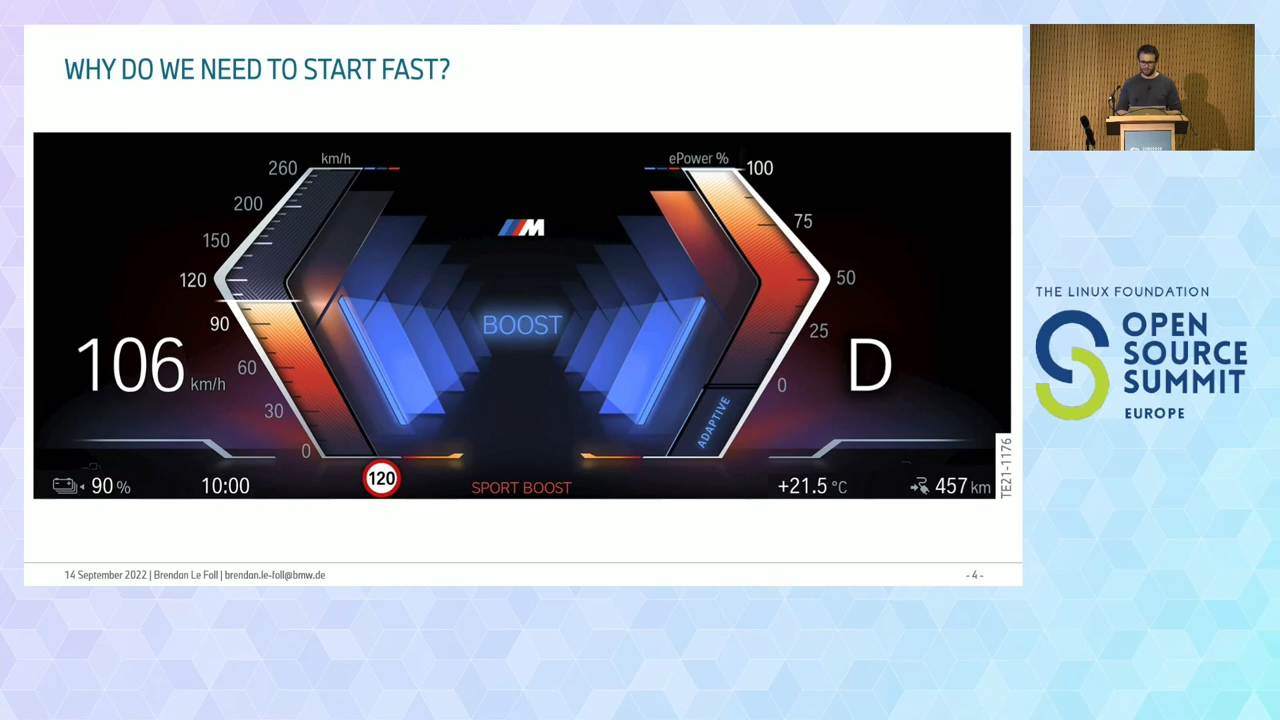 WHY DO WE NEED TO START FAST?
km/h
260
200
150
120
90
60
30
0
106 km/h
M
BOOST
ePower %
100
75
50
25
0
D
ADAPTIVE
90 %
10:00
120
SPORT BOOST
+21.5 °C
457 km
TE21-1176
14 September 2022 | Brendan Le Foll | brendan.le-foll@bmw.de
- 4 -
THE LINUX FOUNDATION
OPEN
SOURCE
SUMMIT
EUROPE